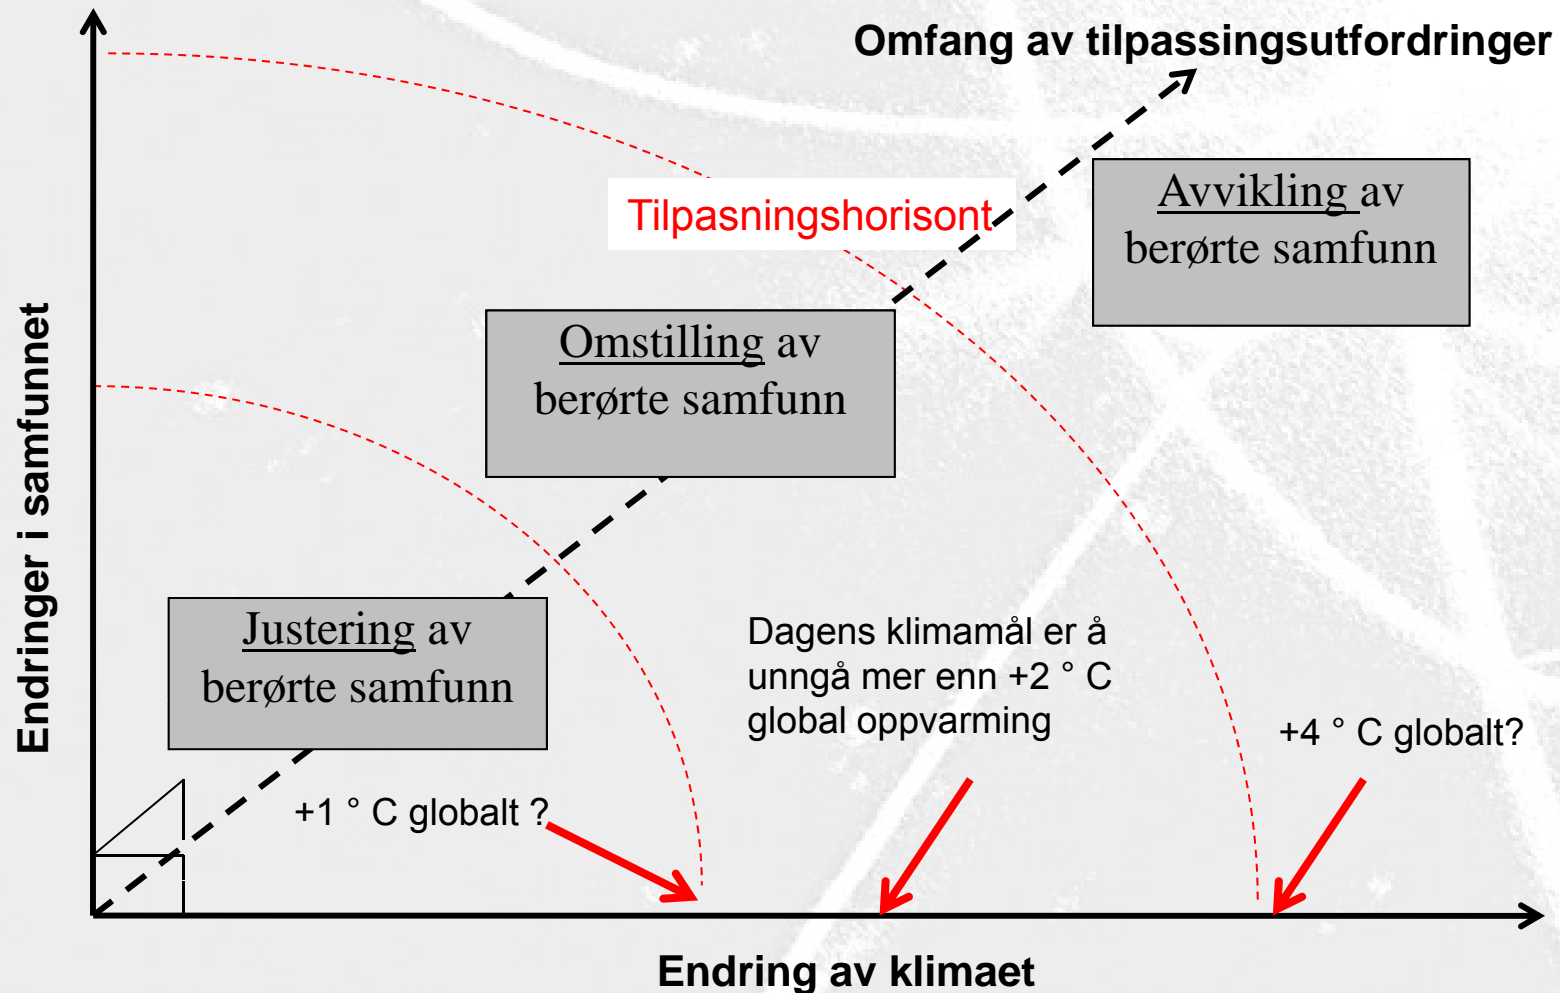 Omfang av tilpassingsutfordringer
Tilpasningshorisont
Avvikling av
berørte samfunn
Omstilling av
berørte samfunn
Endringer i samfunnet
Justering av
berørte samfunn
Dagens klimamål er å
unngå mer enn +2 ° C
global oppvarming
+4 ° C globalt?
+1 ° C globalt ?
Endring av klimaet